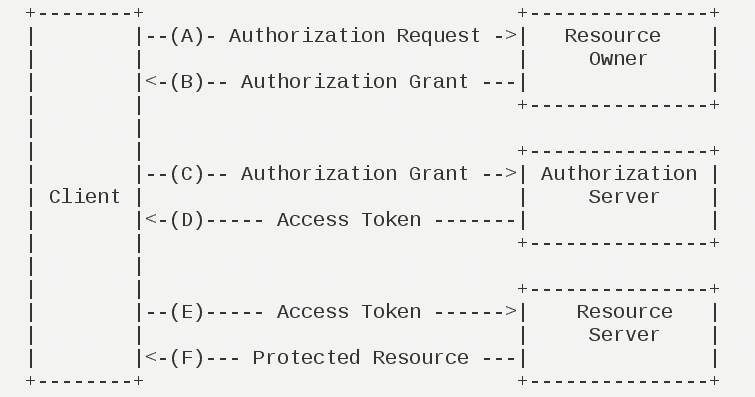 +--------+                               +---------------+
|        |--(A)- Authorization Request ->|   Resource    |
|        |                               |     Owner     |
|        |<-(B)-- Authorization Grant ---|               |
|        |                               +---------------+
|        |
|        |                               +---------------+
|        |--(C)-- Authorization Grant -->| Authorization |
| Client |                               |     Server    |
|        |<-(D)----- Access Token -------|               |
|        |                               +---------------+
|        |
|        |                               +---------------+
|        |--(E)----- Access Token ------>|    Resource   |
|        |                               |     Server    |
|        |<-(F)--- Protected Resource ---|               |
+--------+                               +---------------+